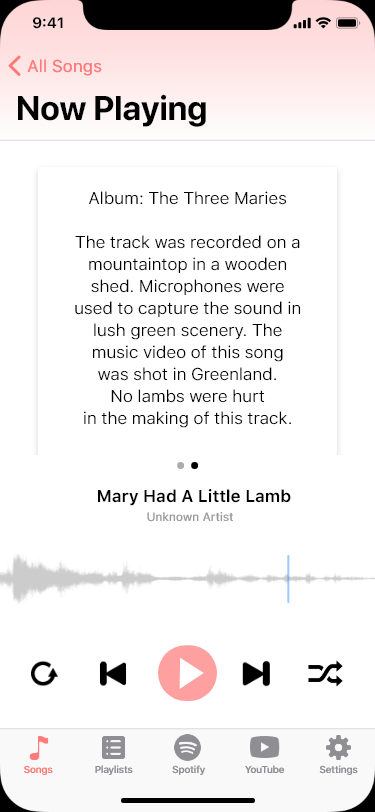 9:41
All Songs
Now Playing
Album: The Three Maries
The track was recorded on a
mountaintop in a wooden
shed. Microphones were
used to capture the sound in
lush green scenery. The
music video of this song
was shot in Greenland.
No lambs were hurt
in the making of this track.
Mary Had A Little Lamb
Unknown Artist
Songs
Playlists
Spotify
YouTube
Settings